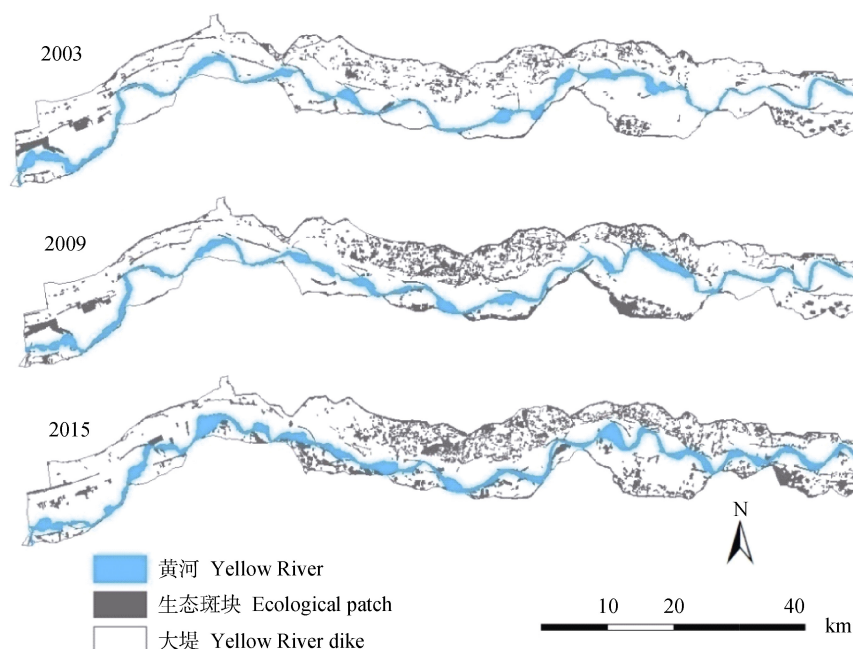 2003
2009
2015
N
黄河 Yellow River
生态斑块 Ecological patch
大堤 Yellow River dike
10 20 40
km